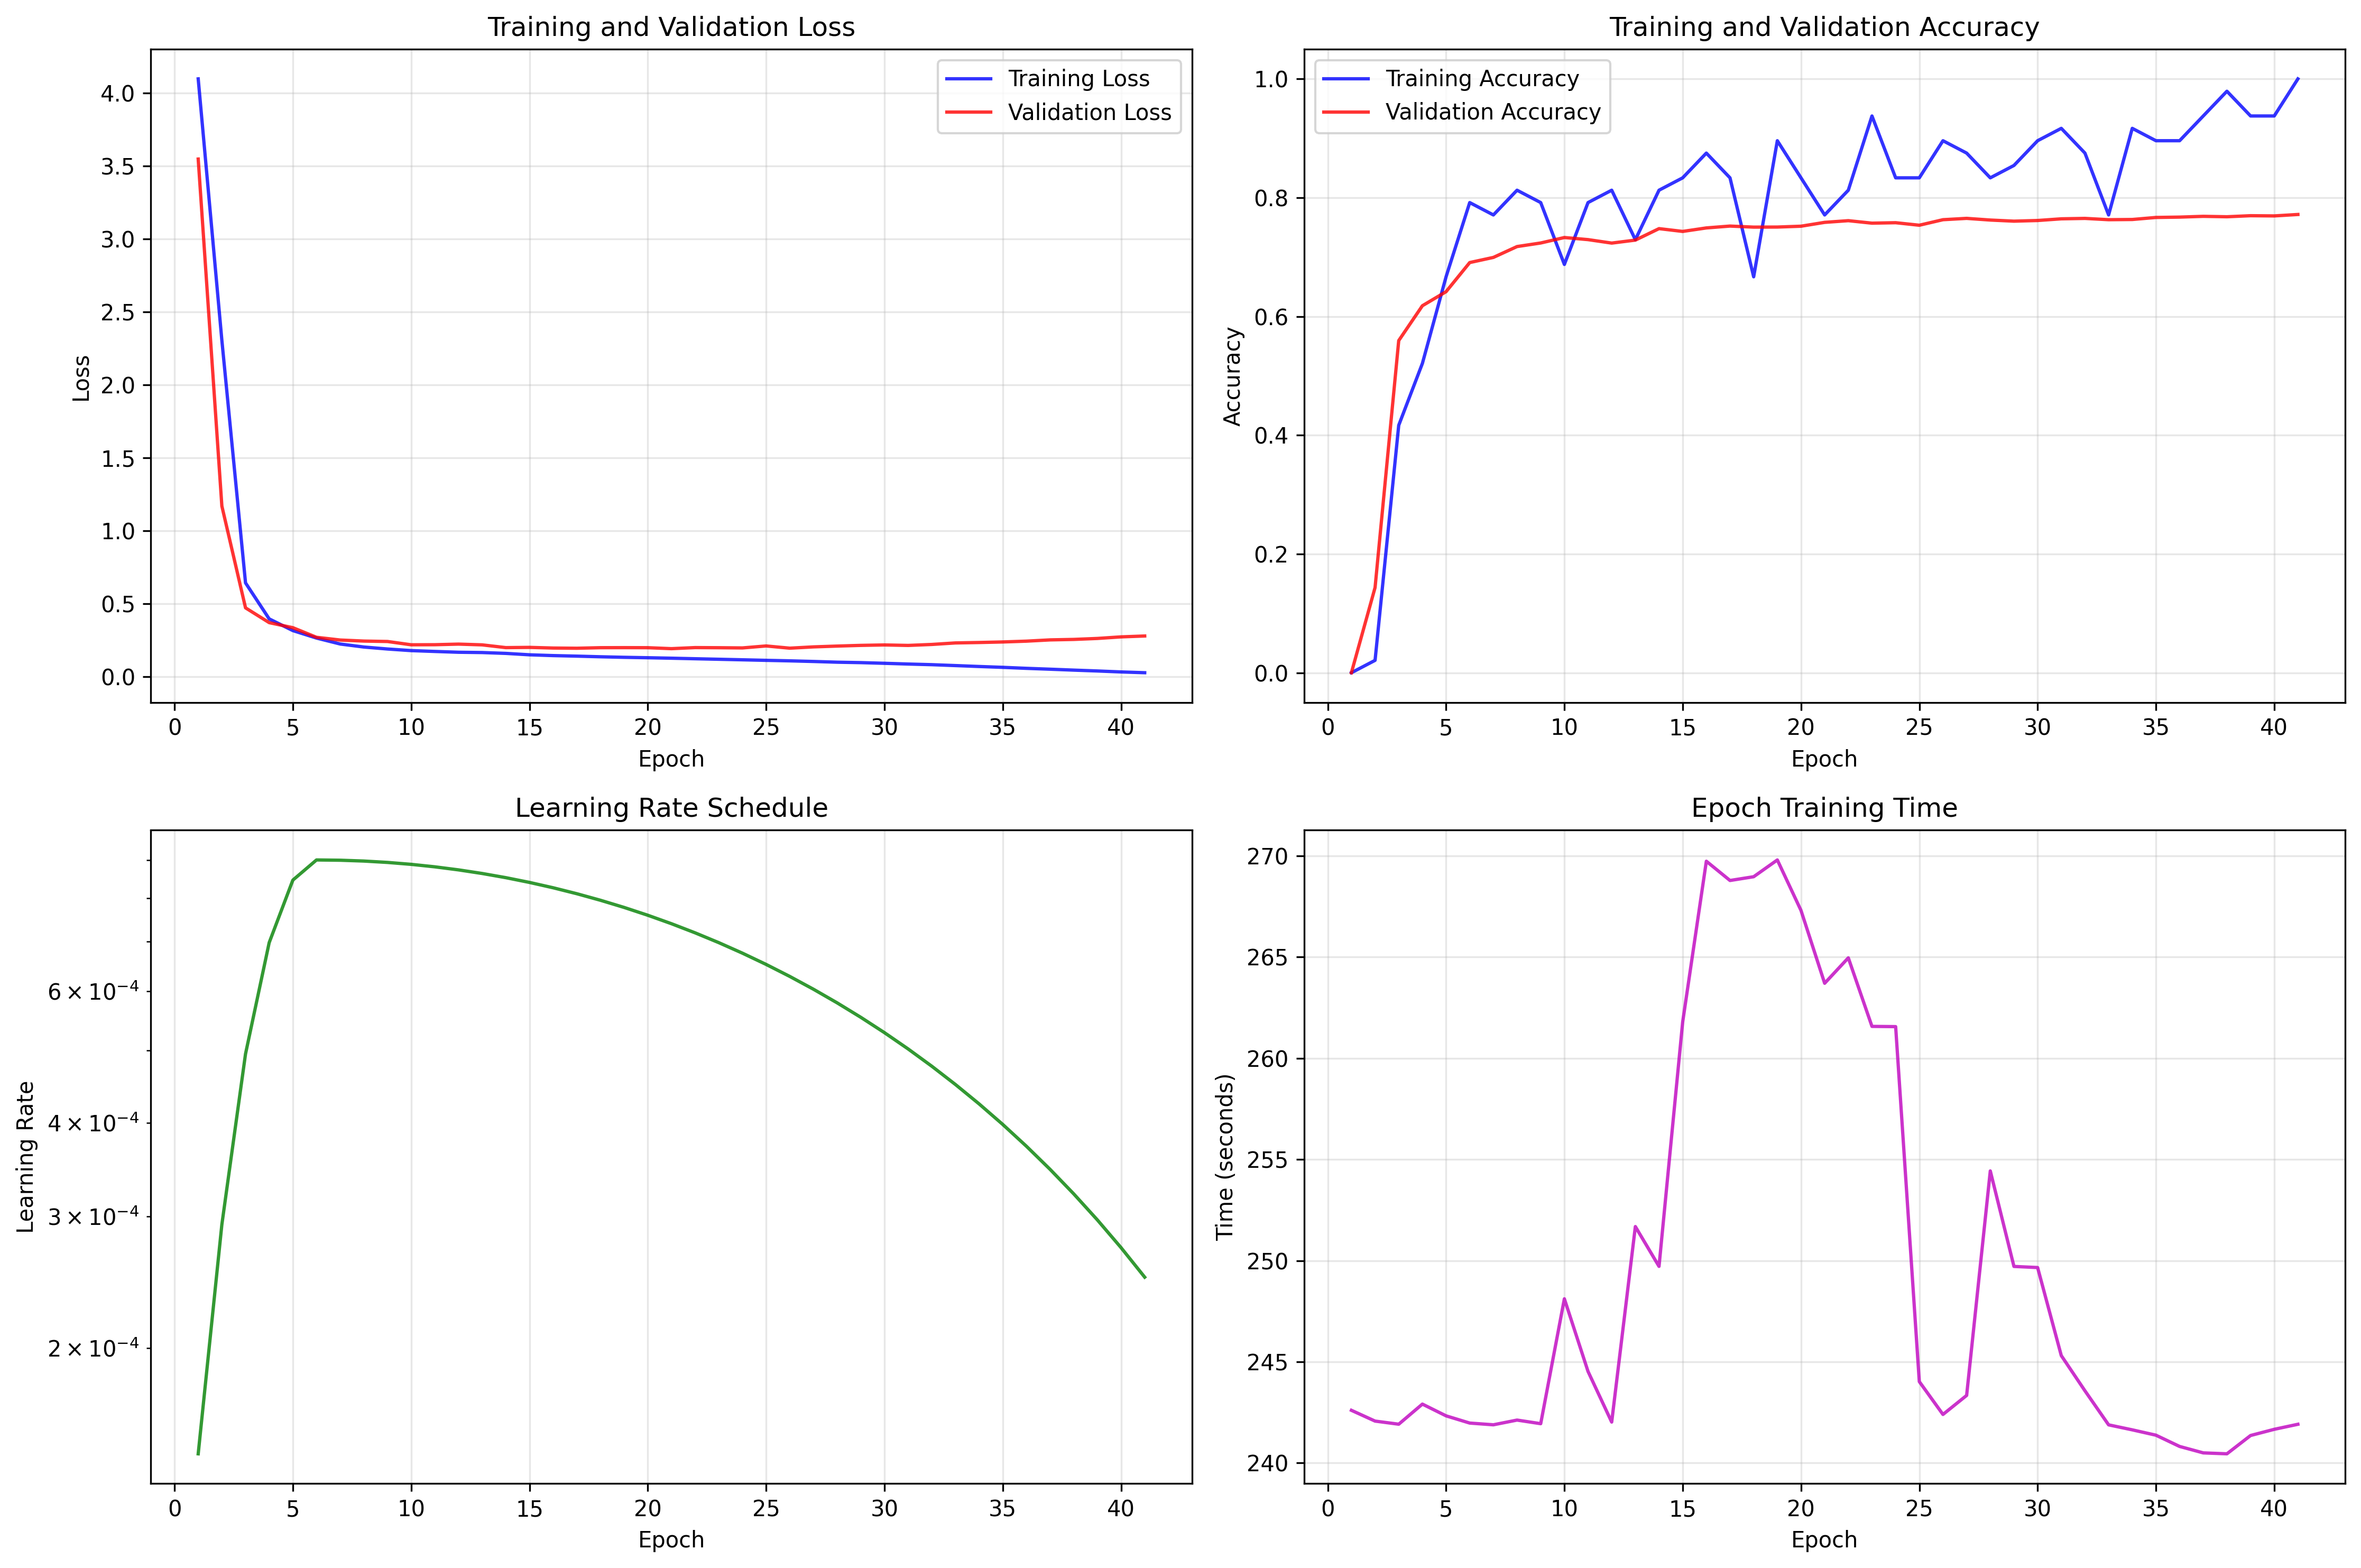 Training and Validation Loss
Training Loss
Validation Loss
4.0
3.5
3.0
2.5
2.0
1.5
1.0
0.5
0.0
Loss
0 5 10 15 20 25 30 35 40
Epoch
Training and Validation Accuracy
Training Accuracy
Validation Accuracy
1.0
0.8
0.6
0.4
0.2
0.0
Accuracy
0 5 10 15 20 25 30 35 40
Epoch
Learning Rate Schedule
6×10⁻⁴
4×10⁻⁴
3×10⁻⁴
2×10⁻⁴
Learning Rate
0 5 10 15 20 25 30 35 40
Epoch
Epoch Training Time
270
265
260
255
250
245
240
Time (seconds)
0 5 10 15 20 25 30 35 40
Epoch